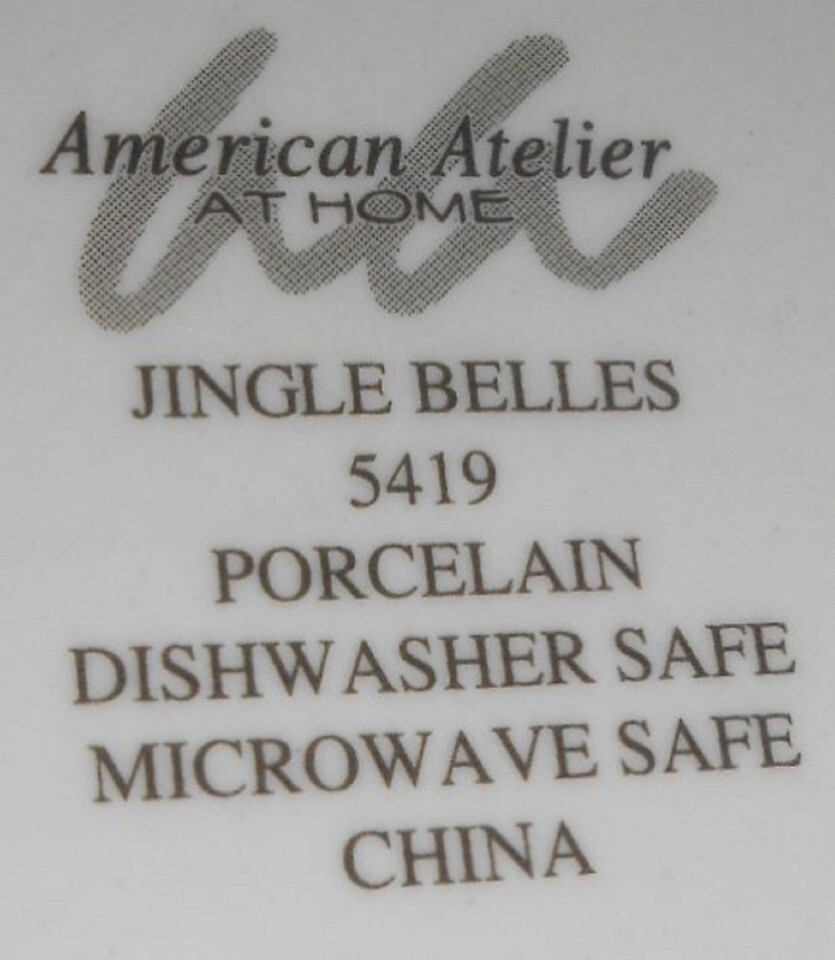 American Atelier
AT HOME
JINGLE BELLES
5419
PORCELAIN
DISHWASHER SAFE
MICROWAVE SAFE
CHINA